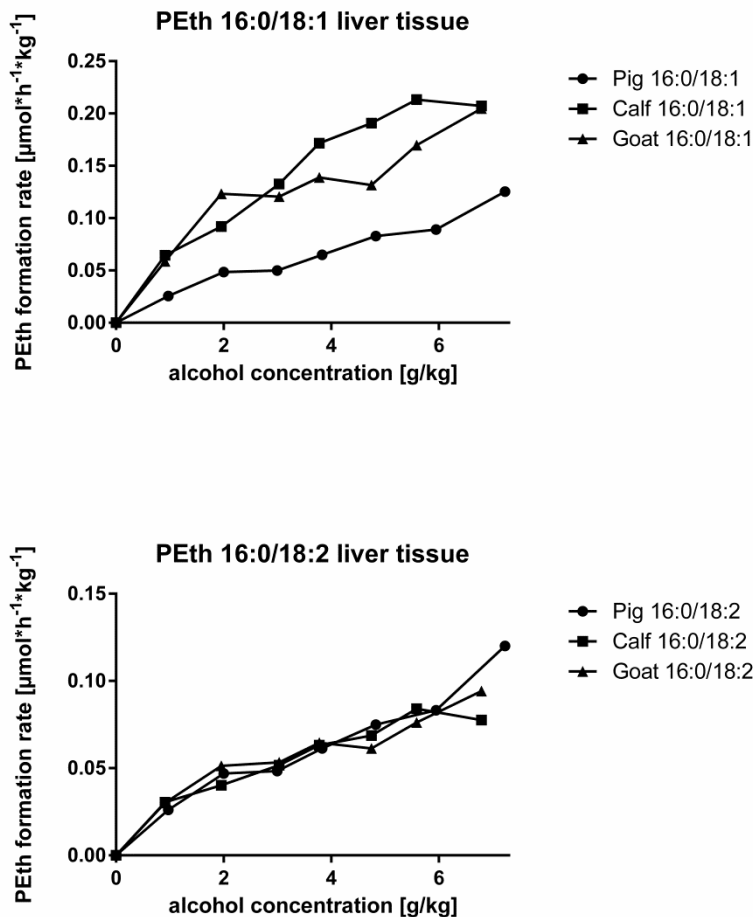 PEth 16:0/18:1 liver tissue
PEth formation rate [µmol*h⁻¹*kg⁻¹]
0.25
0.20
0.15
0.10
0.05
0.00
0 2 4 6
alcohol concentration [g/kg]
Pig 16:0/18:1
Calf 16:0/18:1
Goat 16:0/18:1
PEth 16:0/18:2 liver tissue
PEth formation rate [µmol*h⁻¹*kg⁻¹]
0.15
0.10
0.05
0.00
0 2 4 6
alcohol concentration [g/kg]
Pig 16:0/18:2
Calf 16:0/18:2
Goat 16:0/18:2